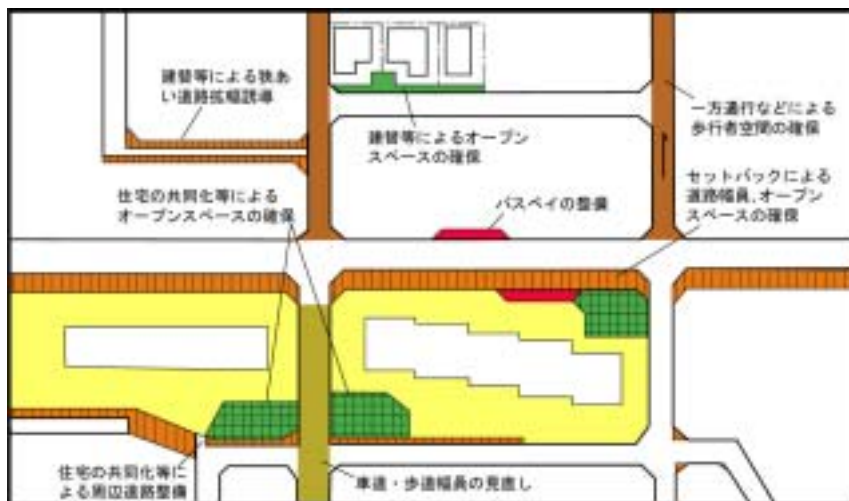 建替等による狭あ
い道路拡幅誘導
建替等によるオープン
スペースの確保
一方通行などによる
歩行者空間の確保
住宅の共同化等による
オープンスペースの確保
バスベイの整備
セットバックによる
道路幅員、オープン
スペースの確保
住宅の共同化等に
よる周辺道路整備
車道・歩道幅員の見直し